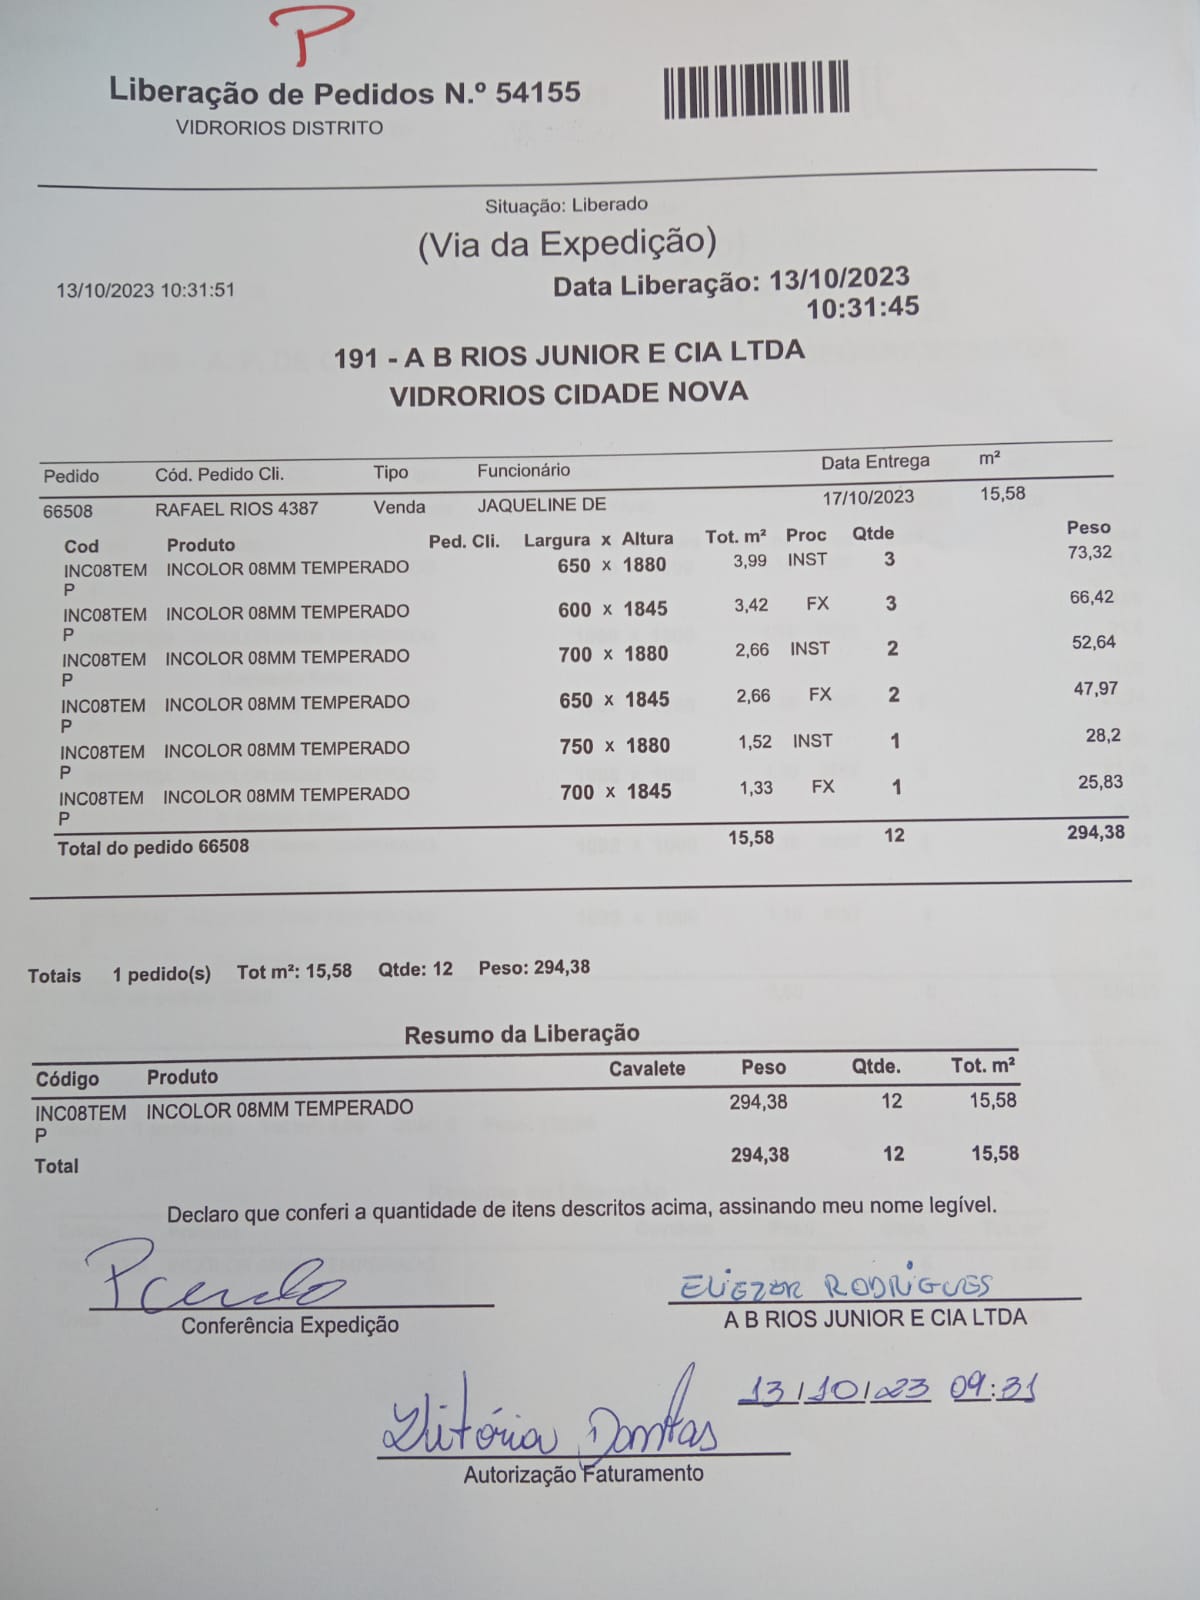 P
Liberação de Pedidos N.º 54155
VIDRORIOS DISTRITO
Situação: Liberado
(Via da Expedição)
13/10/2023 10:31:51
Data Liberação: 13/10/2023
10:31:45
191 - A B RIOS JUNIOR E CIA LTDA
VIDRORIOS CIDADE NOVA
Pedido Cód. Pedido Cli. Tipo Funcionário Data Entrega m²
66508 RAFAEL RIOS 4387 Venda JAQUELINE DE 17/10/2023 15,58
Cod Produto Ped. Cli. Largura x Altura Tot. m² Proc Qtde Peso
INC08TEM INCOLOR 08MM TEMPERADO 650 x 1880 3,99 INST 3 73,32
P
INC08TEM INCOLOR 08MM TEMPERADO 600 x 1845 3,42 FX 3 66,42
P
INC08TEM INCOLOR 08MM TEMPERADO 700 x 1880 2,66 INST 2 52,64
P
INC08TEM INCOLOR 08MM TEMPERADO 650 x 1845 2,66 FX 2 47,97
P
INC08TEM INCOLOR 08MM TEMPERADO 750 x 1880 1,52 INST 1 28,2
P
INC08TEM INCOLOR 08MM TEMPERADO 700 x 1845 1,33 FX 1 25,83
P
Total do pedido 66508 15,58 12 294,38
Totais 1 pedido(s) Tot m²: 15,58 Qtde: 12 Peso: 294,38
Resumo da Liberação
Código Produto Cavalete Peso Qtde. Tot. m²
INC08TEM INCOLOR 08MM TEMPERADO 294,38 12 15,58
P
Total 294,38 12 15,58
Declaro que conferi a quantidade de itens descritos acima, assinando meu nome legível.
ELIEZER RODRIGUES
Conferência Expedição A B RIOS JUNIOR E CIA LTDA
13/10/23 09:31
Vitória Dantas
Autorização Faturamento